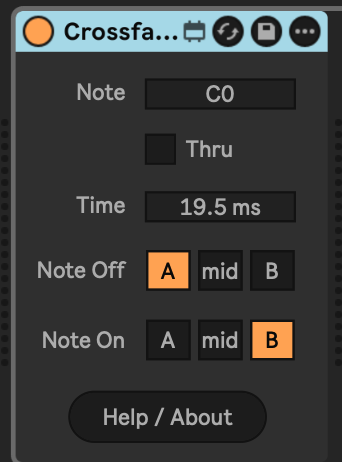 Crossfa...
Note C0
Thru
Time 19.5 ms
Note Off A mid B
Note On A mid B
Help / About